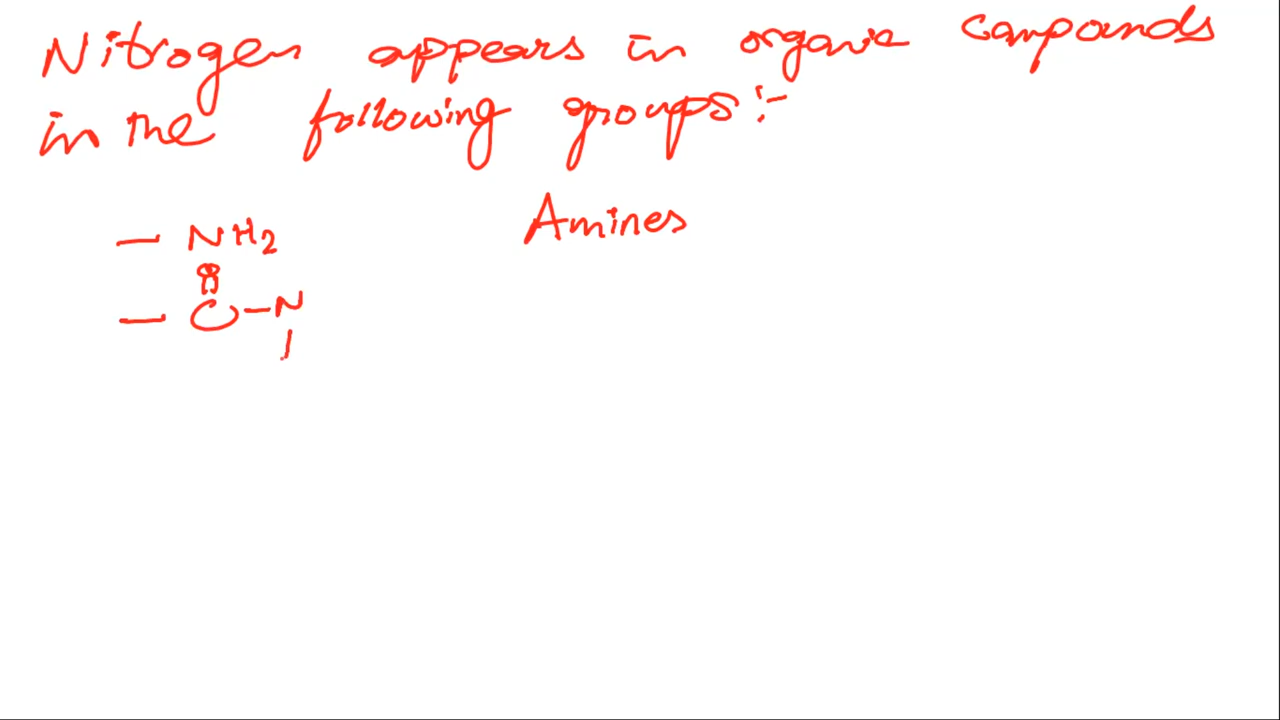 Nitrogen appears in organic compounds
in the following groups :-
— NH2 Amines
O
— C – N